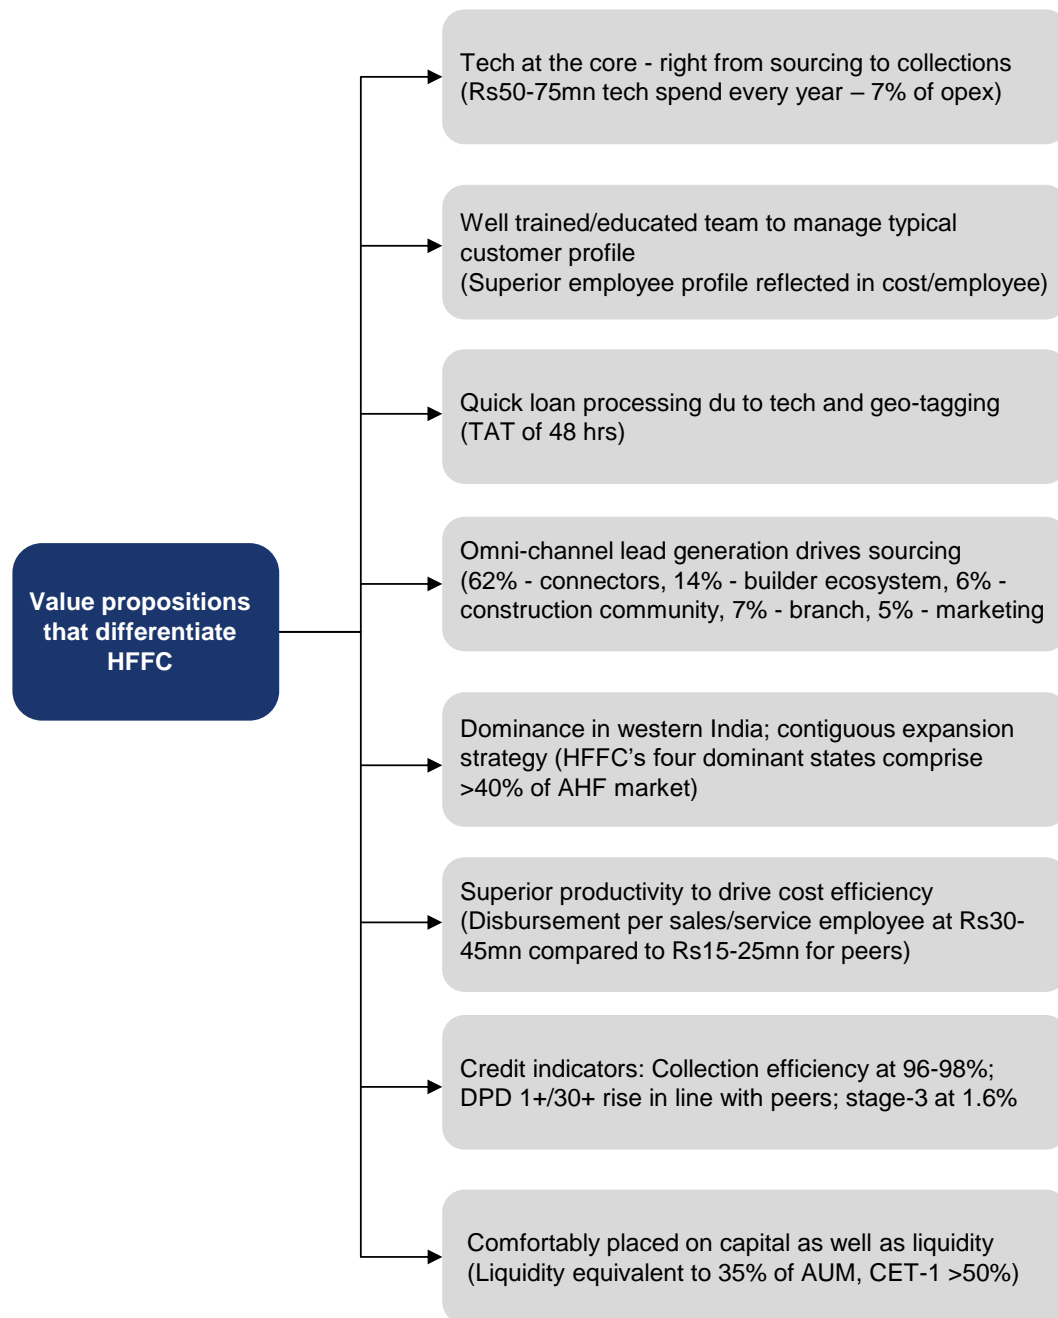 Tech at the core - right from sourcing to collections
(Rs50-75mn tech spend every year – 7% of opex)
Well trained/educated team to manage typical
customer profile
(Superior employee profile reflected in cost/employee)
Quick loan processing du to tech and geo-tagging
(TAT of 48 hrs)
Omni-channel lead generation drives sourcing
(62% - connectors, 14% - builder ecosystem, 6% -
construction community, 7% - branch, 5% - marketing
Value propositions
that differentiate
HFFC
Dominance in western India; contiguous expansion
strategy (HFFC’s four dominant states comprise
>40% of AHF market)
Superior productivity to drive cost efficiency
(Disbursement per sales/service employee at Rs30-
45mn compared to Rs15-25mn for peers)
Credit indicators: Collection efficiency at 96-98%;
DPD 1+/30+ rise in line with peers; stage-3 at 1.6%
Comfortably placed on capital as well as liquidity
(Liquidity equivalent to 35% of AUM, CET-1 >50%)